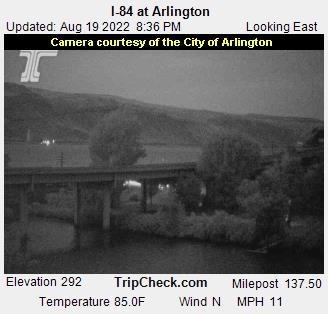 I-84 at Arlington
Updated: Aug 19 2022 8:36 PM Looking East
Camera courtesy of the City of Arlington
Elevation 292 TripCheck.com Milepost 137.50
Temperature 85.0F Wind N MPH 11